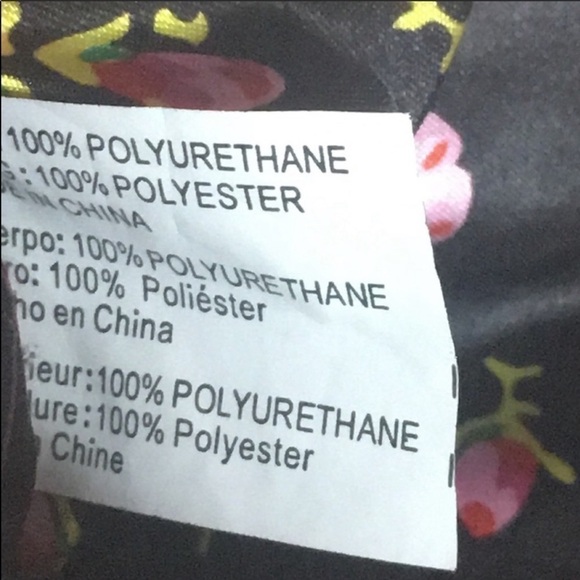 100% POLYURETHANE
: 100% POLYESTER
IN CHINA
erpo: 100% POLYURETHANE
ro: 100% Poliéster
ho en China
ieur: 100% POLYURETHANE
lure: 100% Polyester
Chine